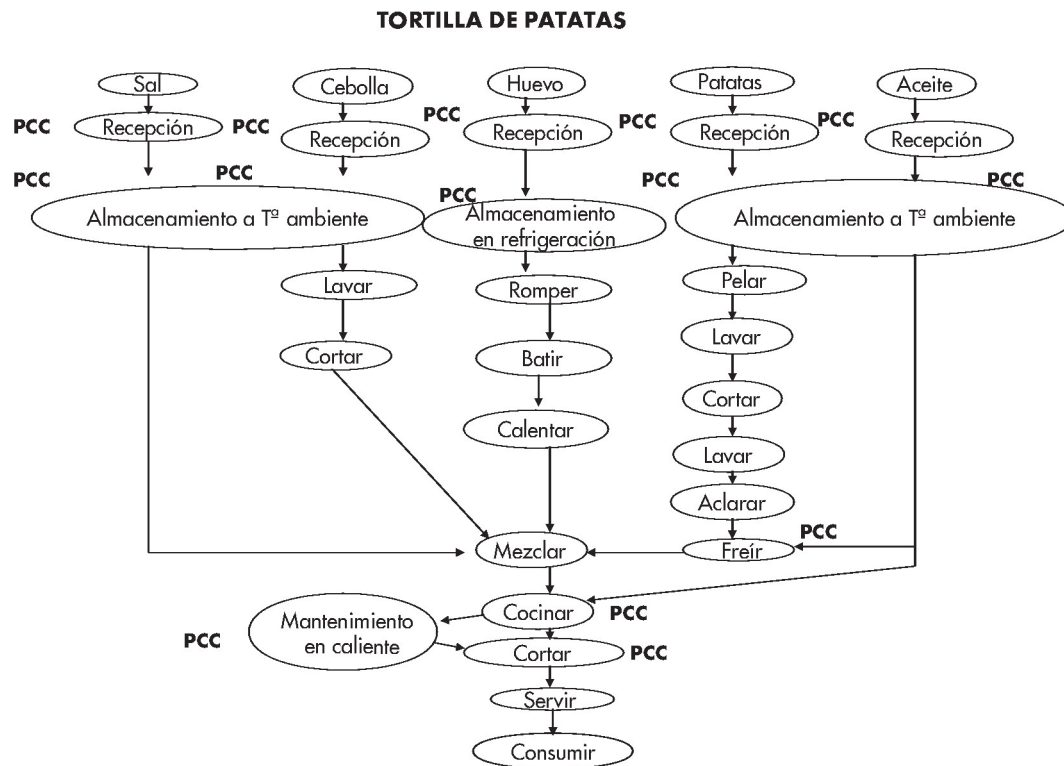 TORTILLA DE PATATAS
Sal
Cebolla
Huevo
Patatas
Aceite
PCC
Recepción
PCC
Recepción
PCC
Recepción
PCC
Recepción
PCC
Recepción
PCC
PCC
PCC
PCC
PCC
Almacenamiento a Tº ambiente
Almacenamiento
en refrigeración
Almacenamiento a Tº ambiente
Lavar
Romper
Pelar
Cortar
Batir
Lavar
Calentar
Cortar
Lavar
Aclarar
PCC
Mezclar
Freír
Cocinar
PCC
PCC
Mantenimiento
en caliente
Cortar
PCC
Servir
Consumir